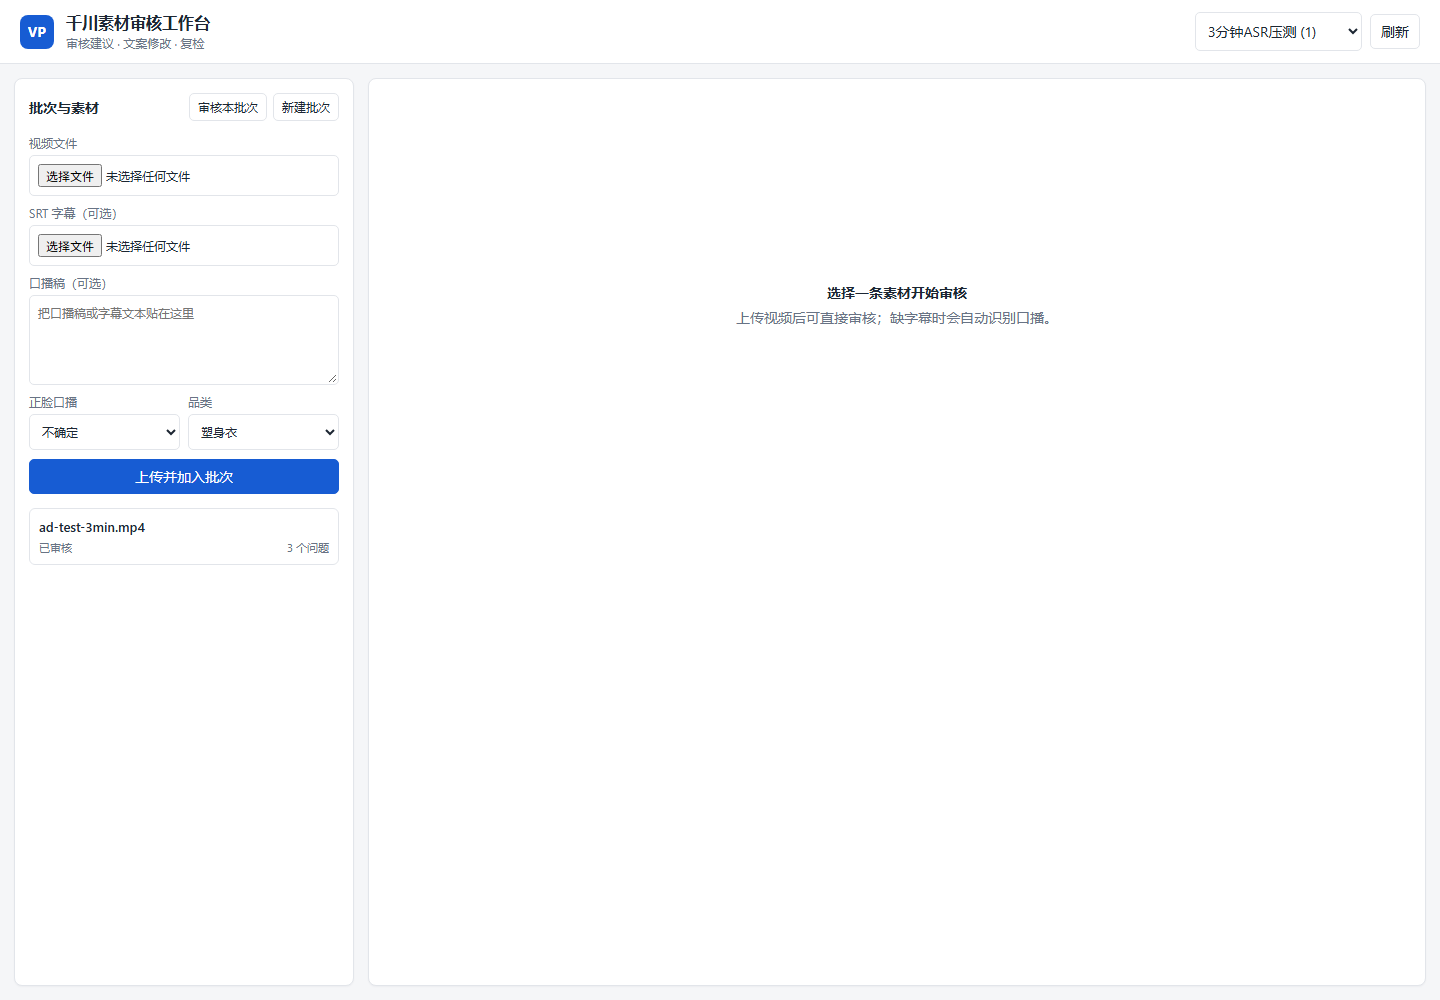 VP
千川素材审核工作台
审核建议 · 文案修改 · 复检
3分钟ASR压测 (1)
刷新
批次与素材
审核本批次
新建批次
视频文件
选择文件 未选择任何文件
SRT 字幕（可选）
选择文件 未选择任何文件
口播稿（可选）
把口播稿或字幕文本贴在这里
正脸口播
品类
不确定
塑身衣
上传并加入批次
ad-test-3min.mp4
已审核
3 个问题
选择一条素材开始审核
上传视频后可直接审核；缺字幕时会自动识别口播。